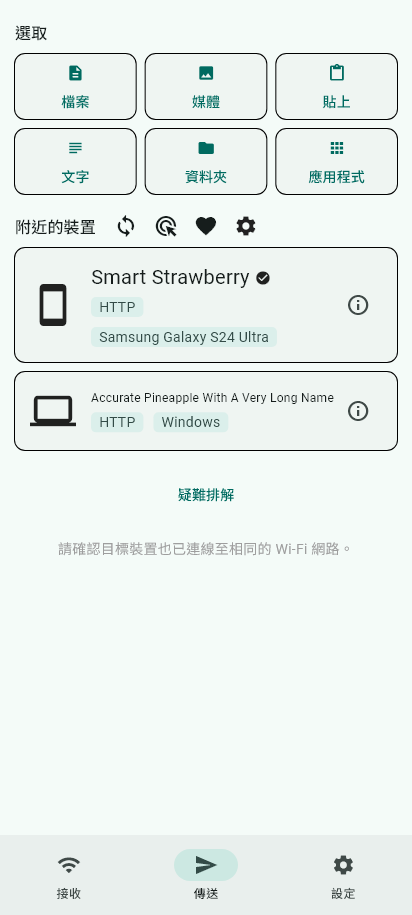 選取
檔案 媒體 貼上
文字 資料夾 應用程式
附近的裝置
Smart Strawberry
HTTP
Samsung Galaxy S24 Ultra
Accurate Pineapple With A Very Long Name
HTTP Windows
疑難排解
請確認目標裝置也已連線至相同的 Wi-Fi 網路。
接收 傳送 設定